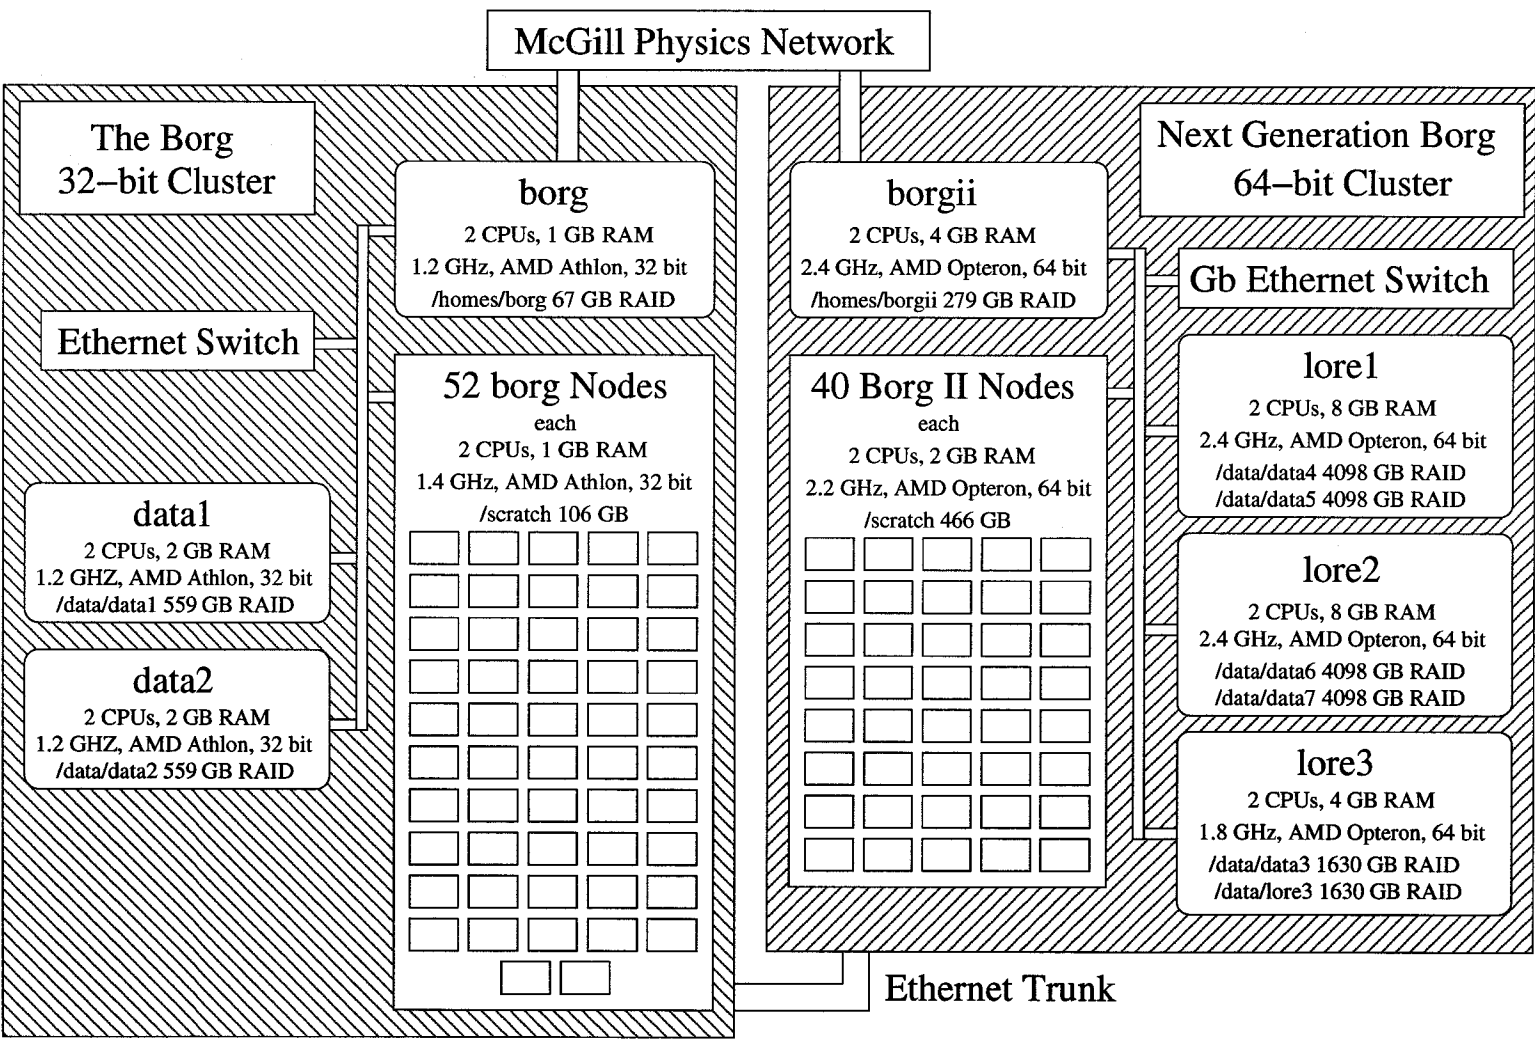 McGill Physics Network
The Borg
32-bit Cluster
borg
2 CPUs, 1 GB RAM
1.2 GHz, AMD Athlon, 32 bit
/homes/borg 67 GB RAID
Ethernet Switch
52 borg Nodes
each
2 CPUs, 1 GB RAM
1.4 GHz, AMD Athlon, 32 bit
/scratch 106 GB
data1
2 CPUs, 2 GB RAM
1.2 GHZ, AMD Athlon, 32 bit
/data/data1 559 GB RAID
data2
2 CPUs, 2 GB RAM
1.2 GHZ, AMD Athlon, 32 bit
/data/data2 559 GB RAID
Next Generation Borg
64-bit Cluster
borgii
2 CPUs, 4 GB RAM
2.4 GHz, AMD Opteron, 64 bit
/homes/borgii 279 GB RAID
Gb Ethernet Switch
40 Borg II Nodes
each
2 CPUs, 2 GB RAM
2.2 GHz, AMD Opteron, 64 bit
/scratch 466 GB
lore1
2 CPUs, 8 GB RAM
2.4 GHz, AMD Opteron, 64 bit
/data/data4 4098 GB RAID
/data/data5 4098 GB RAID
lore2
2 CPUs, 8 GB RAM
2.4 GHz, AMD Opteron, 64 bit
/data/data6 4098 GB RAID
/data/data7 4098 GB RAID
lore3
2 CPUs, 4 GB RAM
1.8 GHz, AMD Opteron, 64 bit
/data/data3 1630 GB RAID
/data/lore3 1630 GB RAID
Ethernet Trunk